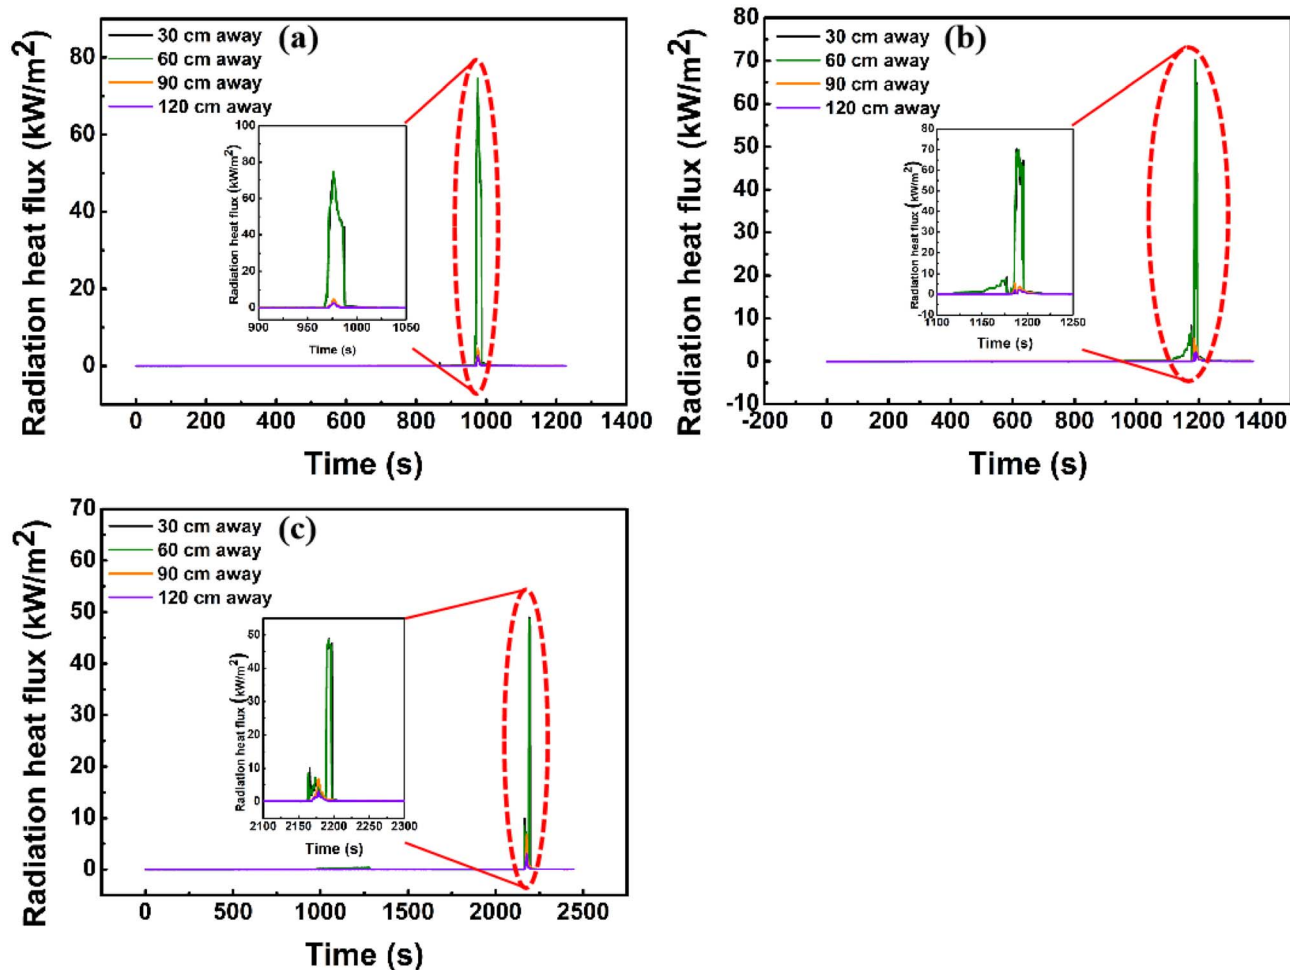 (a)
30 cm away
60 cm away
90 cm away
120 cm away
Radiation heat flux (kW/m²)
80
60
40
20
0
0 200 400 600 800 1000 1200 1400
Time (s)
Radiation heat flux (kW/m²)
100
80
60
40
20
0
900 950 1000 1050
Time (s)
(b)
30 cm away
60 cm away
90 cm away
120 cm away
Radiation heat flux (kW/m²)
80
70
60
50
40
30
20
10
0
-10
-200 0 200 400 600 800 1000 1200 1400
Time (s)
Radiation heat flux (kW/m²)
80
70
60
50
40
30
20
10
0
-10
1100 1150 1200 1250
Time (s)
(c)
30 cm away
60 cm away
90 cm away
120 cm away
Radiation heat flux (kW/m²)
70
60
50
40
30
20
10
0
0 500 1000 1500 2000 2500
Time (s)
Radiation heat flux (kW/m²)
50
40
30
20
10
0
2100 2150 2200 2250 2300
Time (s)